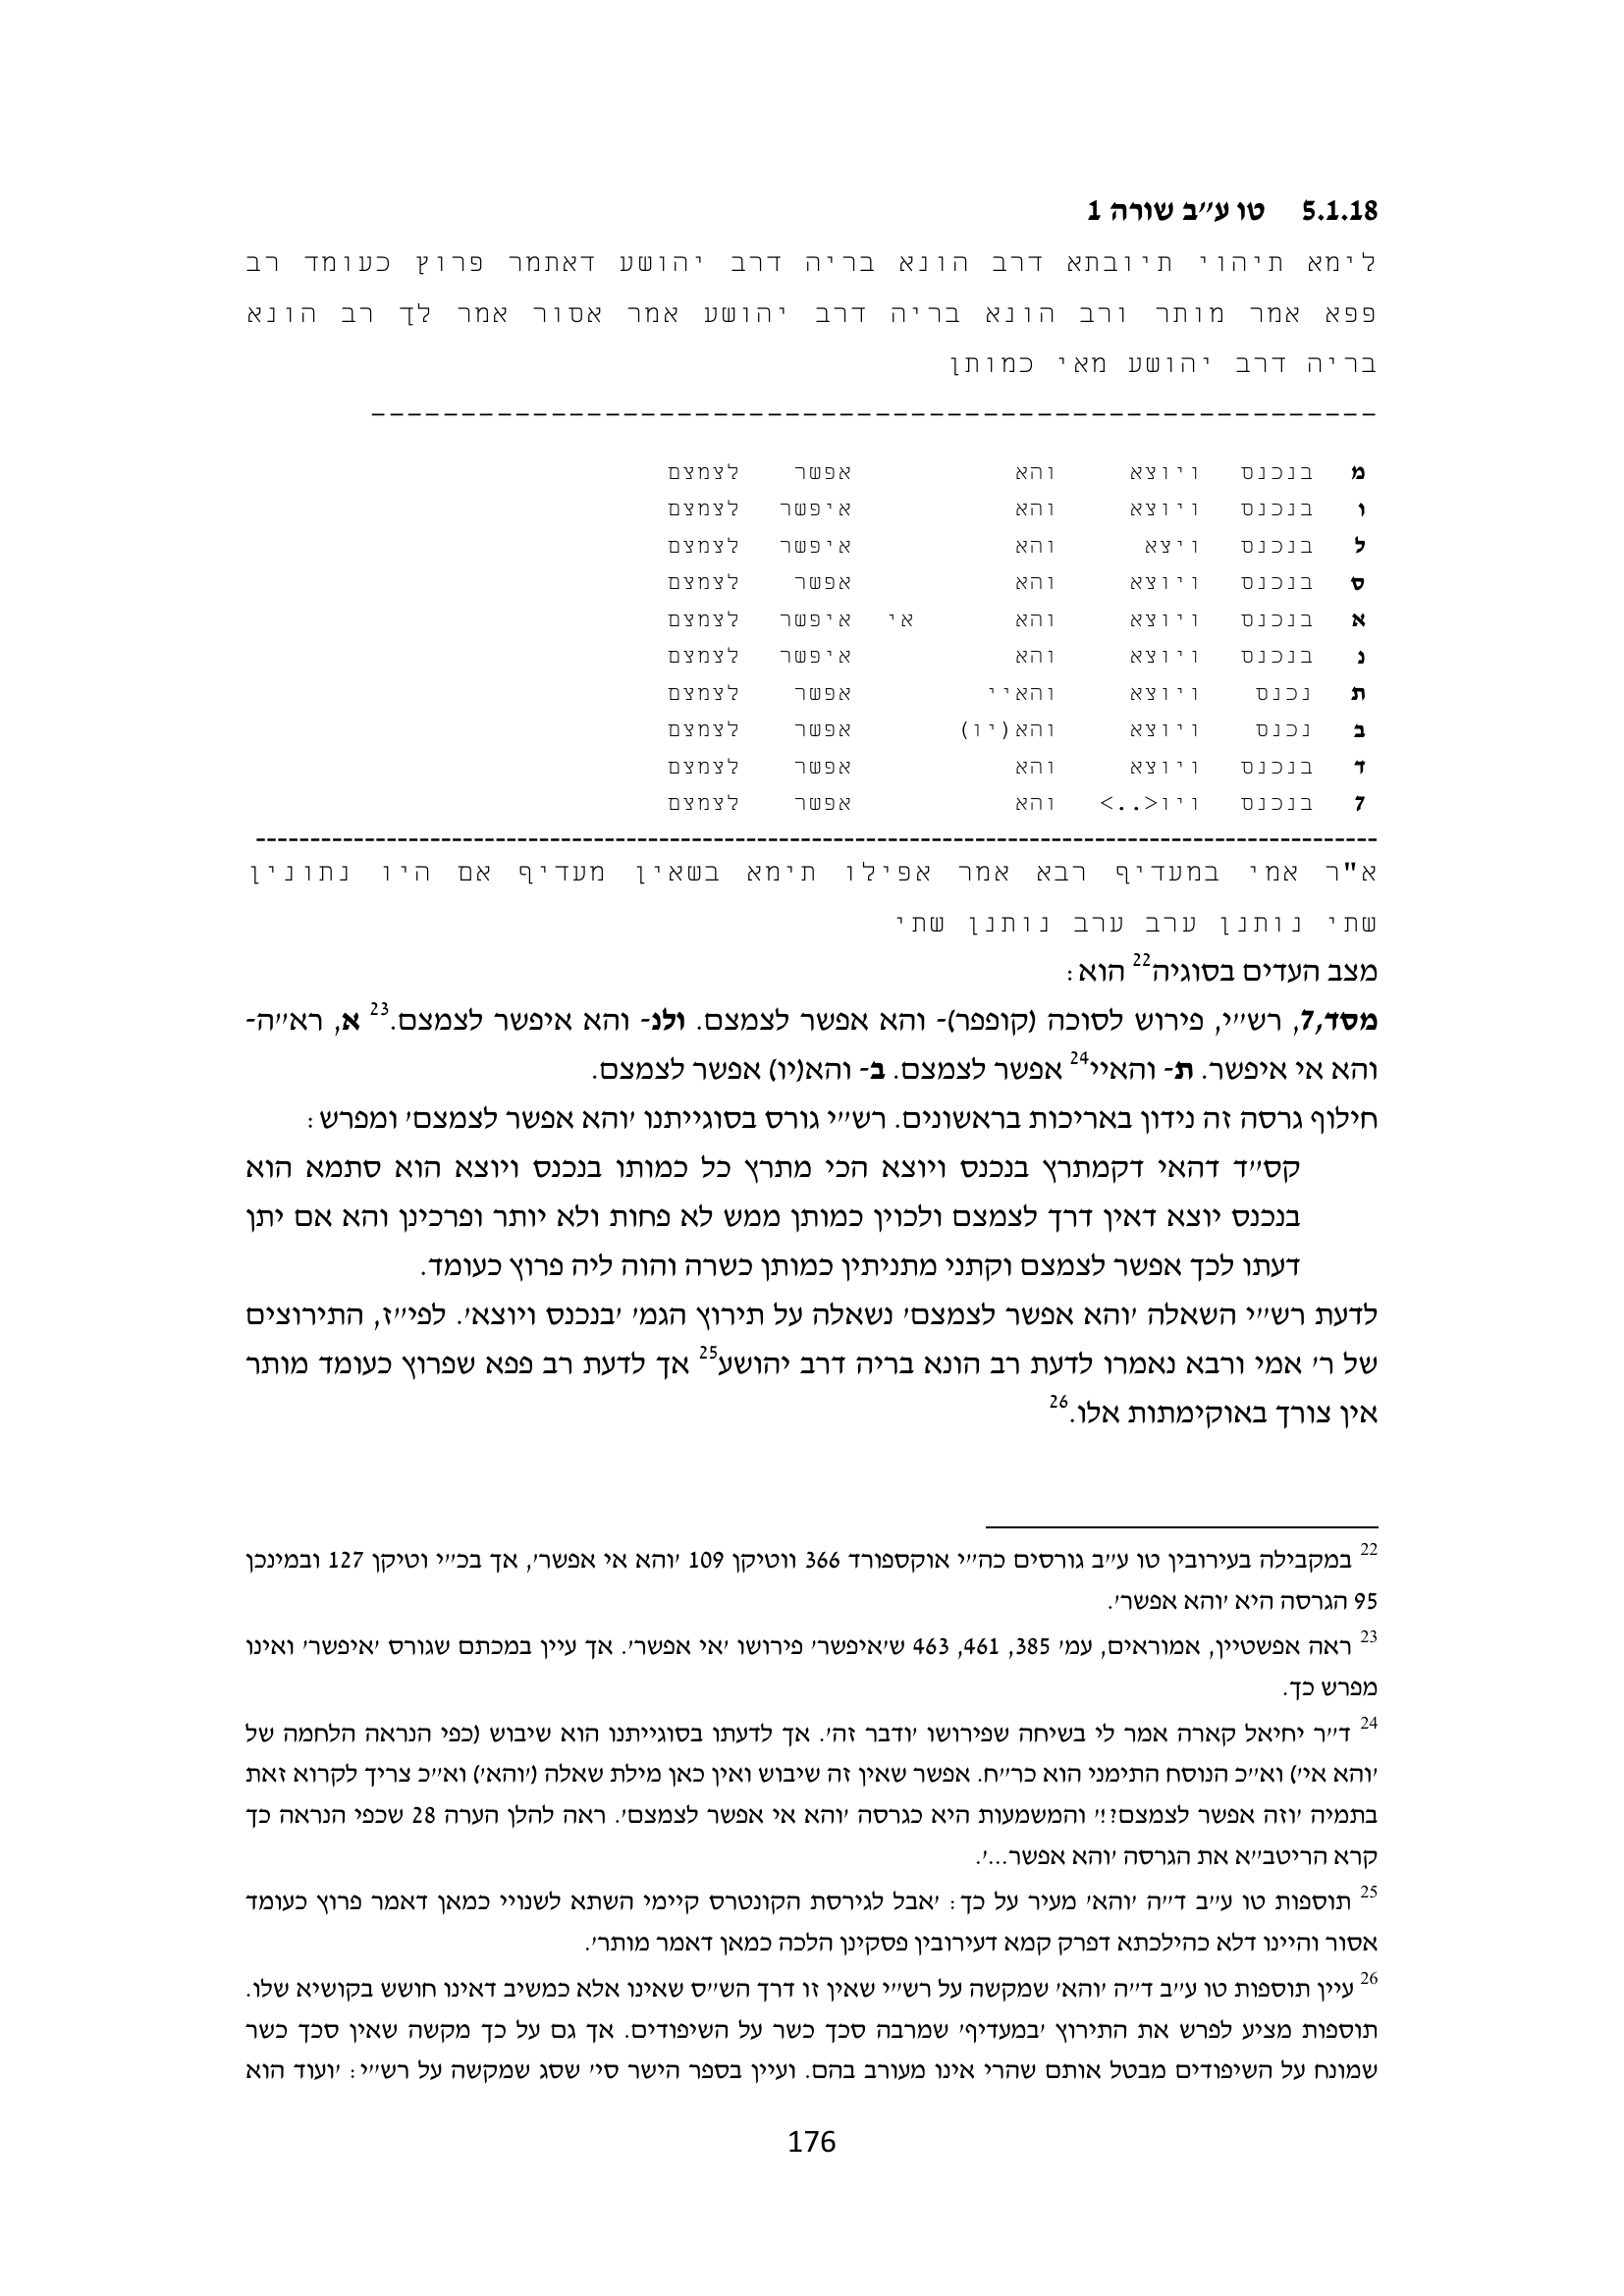 5.1.18 טו ע״ב שורה 1
לימא תיהוי תיובתא דרב הונא בריה דרב יהושע דאתמר פרוץ כעומד רב
פפא אמר מותר ורב הונא בריה דרב יהושע אמר אסור אמר לך רב הונא
בריה דרב יהושע מאי כמותן
מ בנכנס ויוצא והא אפשר לצמצם
ו בנכנס ויוצא והא איפשר לצמצם
ל בנכנס ויצא והא איפשר לצמצם
ס בנכנס ויוצא והא אפשר לצמצם
א בנכנס ויוצא והא אי איפשר לצמצם
נ בנכנס ויוצא והא איפשר לצמצם
ת נכנס ויוצא והאיי אפשר לצמצם
ב נכנס ויוצא והא(יו) אפשר לצמצם
ד בנכנס ויוצא והא אפשר לצמצם
7 בנכנס ויו<..> והא אפשר לצמצם
א"ר אמי במעדיף רבא אמר אפילו תימא בשאין מעדיף אם היו נתונין
שתי נותנן ערב ערב נותנן שתי
מצב העדים בסוגיה22 הוא:
מסד,7, רש״י, פירוש לסוכה (קופפר)- והא אפשר לצמצם. ולנ- והא איפשר לצמצם.23 א, רא״ה-
והא אי איפשר. ת- והאיי24 אפשר לצמצם. ב- והא(יו) אפשר לצמצם.
חילוף גרסה זה נידון באריכות בראשונים. רש״י גורס בסוגייתנו ׳והא אפשר לצמצם׳ ומפרש:
קס״ד דהאי דקמתרץ בנכנס ויוצא הכי מתרץ כל כמותו בנכנס ויוצא הוא סתמא הוא
בנכנס יוצא דאין דרך לצמצם ולכוין כמותן ממש לא פחות ולא יותר ופרכינן והא אם יתן
דעתו לכך אפשר לצמצם וקתני מתניתין כמותן כשרה והוה ליה פרוץ כעומד.
לדעת רש״י השאלה ׳והא אפשר לצמצם׳ נשאלה על תירוץ הגמ׳ ׳בנכנס ויוצא׳. לפי״ז, התירוצים
של ר׳ אמי ורבא נאמרו לדעת רב הונא בריה דרב יהושע25 אך לדעת רב פפא שפרוץ כעומד מותר
אין צורך באוקימתות אלו.26
22 במקבילה בעירובין טו ע״ב גורסים כה״י אוקספורד 366 ווטיקן 109 ׳והא אי אפשר׳, אך בכ״י וטיקן 127 ובמינכן
95 הגרסה היא ׳והא אפשר׳.
23 ראה אפשטיין, אמוראים, עמ׳ 385, 461, 463 ש׳איפשר׳ פירושו ׳אי אפשר׳. אך עיין במכתם שגורס ׳איפשר׳ ואינו
מפרש כך.
24 ד״ר יחיאל קארה אמר לי בשיחה שפירושו ׳ודבר זה׳. אך לדעתו בסוגייתנו הוא שיבוש (כפי הנראה הלחמה של
׳והא אי׳) וא״כ הנוסח התימני הוא כר״ח. אפשר שאין זה שיבוש ואין כאן מילת שאלה (׳והא׳) וא״כ צריך לקרוא זאת
בתמיה ׳וזה אפשר לצמצם?!׳ והמשמעות היא כגרסה ׳והא אי אפשר לצמצם׳. ראה להלן הערה 28 שכפי הנראה כך
קרא הריטב״א את הגרסה ׳והא אפשר...׳.
25 תוספות טו ע״ב ד״ה ׳והא׳ מעיר על כך: ׳אבל לגירסת הקונטרס קיימי השתא לשנויי כמאן דאמר פרוץ כעומד
אסור והיינו דלא כהילכתא דפרק קמא דעירובין פסקינן הלכה כמאן דאמר מותר׳.
26 עיין תוספות טו ע״ב ד״ה ׳והא׳ שמקשה על רש״י שאין זו דרך הש״ס שאינו אלא כמשיב דאינו חושש בקושיא שלו.
תוספות מציע לפרש את התירוץ ׳במעדיף׳ שמרבה סכך כשר על השיפודים. אך גם על כך מקשה שאין סכך כשר
שמונח על השיפודים מבטל אותם שהרי אינו מעורב בהם. ועיין בספר הישר סי׳ שסג שמקשה על רש״י: ׳ועוד הוא
176